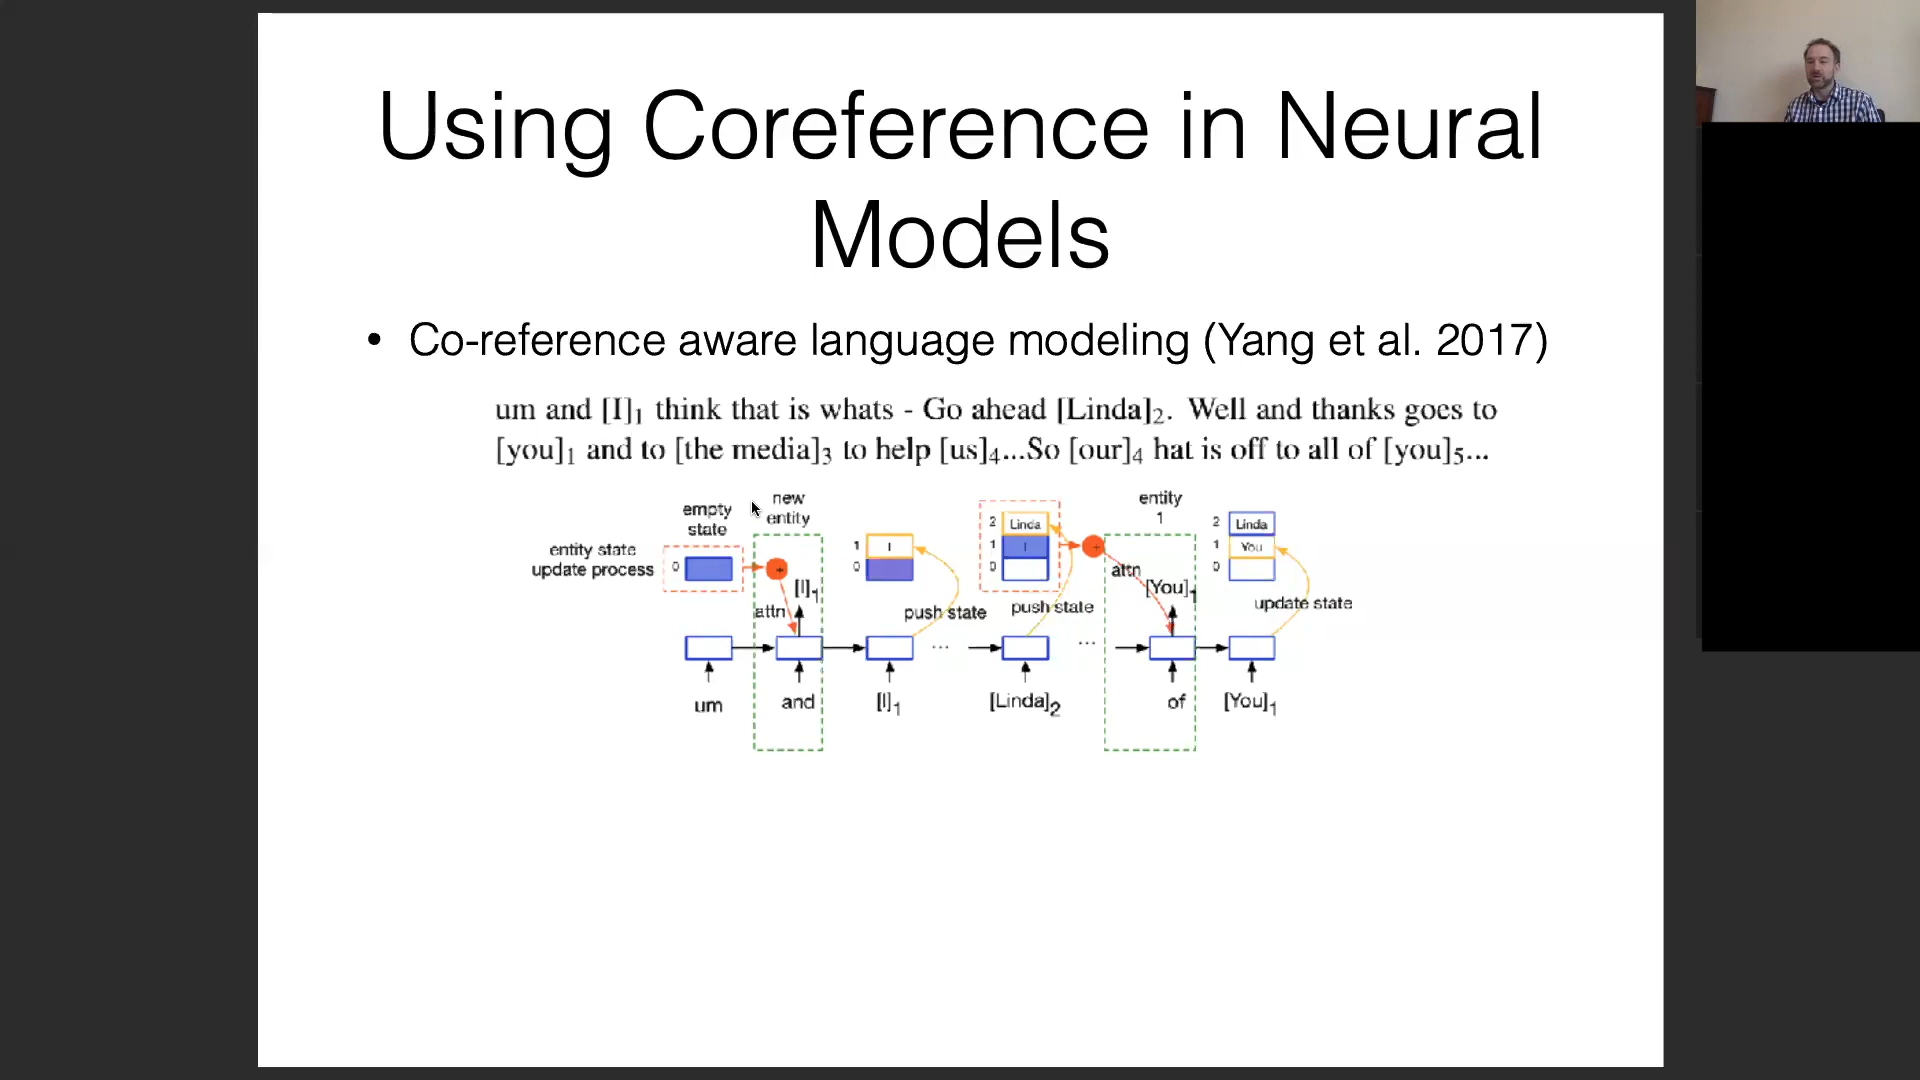 Using Coreference in Neural
Models
• Co-reference aware language modeling (Yang et al. 2017)
um and [I]₁ think that is whats - Go ahead [Linda]₂. Well and thanks goes to
[you]₁ and to [the media]₃ to help [us]₄...So [our]₄ hat is off to all of [you]₅...
empty
state
new
entity
entity
1
entity state
update process
0
+
[I]₁
attn
1 I
0
push state
2 Linda
1 I
0
push state
+
attn
[You]₁
2 Linda
1 You
0
update state
... ...
um and [I]₁ [Linda]₂ of [You]₁